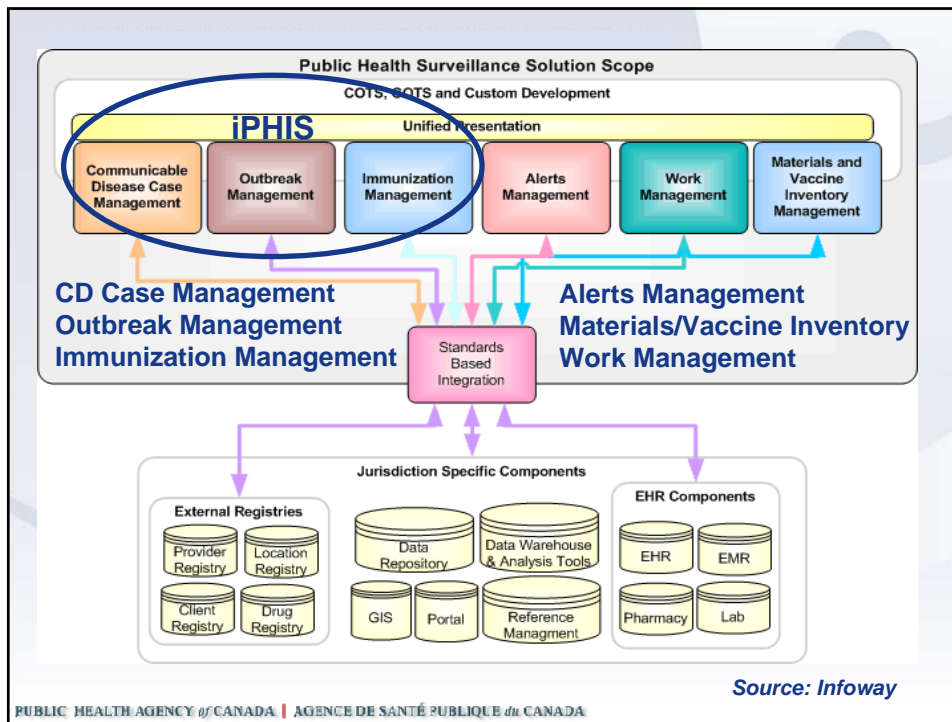 Public Health Surveillance Solution Scope
COTS, GOTS and Custom Development
iPHIS
Unified Presentation
Communicable
Disease Case
Management
Outbreak
Management
Immunization
Management
Alerts
Management
Work
Management
Materials and
Vaccine
Inventory
Management
CD Case Management
Outbreak Management
Immunization Management
Alerts Management
Materials/Vaccine Inventory
Work Management
Standards
Based
Integration
Jurisdiction Specific Components
External Registries
Provider
Registry
Location
Registry
Client
Registry
Drug
Registry
Data
Repository
Data Warehouse
& Analysis Tools
GIS
Portal
Reference
Managment
EHR Components
EHR
EMR
Pharmacy
Lab
Source: Infoway
PUBLIC HEALTH AGENCY of CANADA | AGENCE DE SANTÉ PUBLIQUE du CANADA